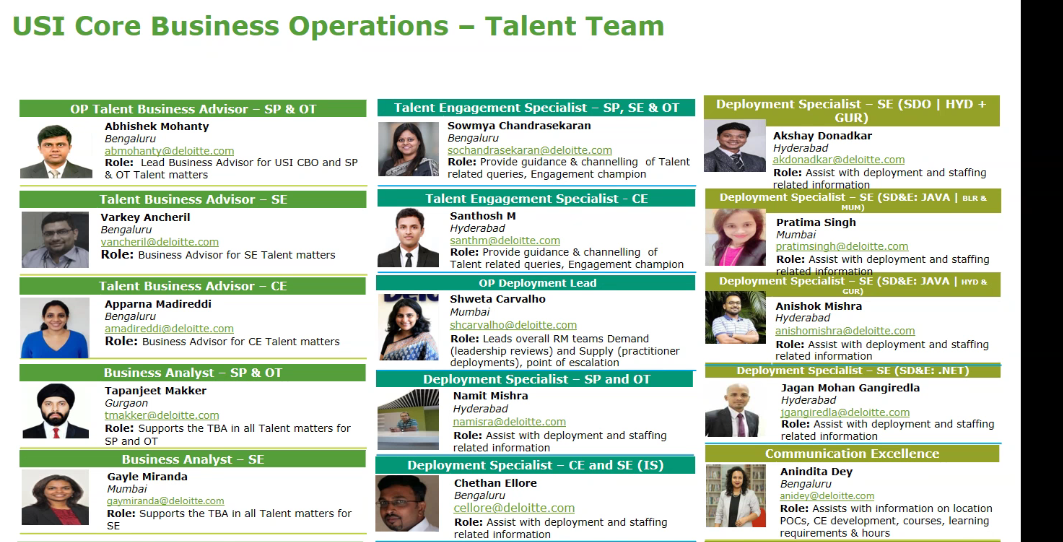 USI Core Business Operations – Talent Team
OP Talent Business Advisor – SP & OT
Abhishek Mohanty
Bengaluru
abmohanty@deloitte.com
Role: Lead Business Advisor for USI CBO and SP
& OT Talent matters
Talent Business Advisor – SE
Varkey Ancheril
Bengaluru
vancheril@deloitte.com
Role: Business Advisor for SE Talent matters
Talent Business Advisor – CE
Apparna Madireddi
Bengaluru
amadireddi@deloitte.com
Role: Business Advisor for CE Talent matters
Business Analyst – SP & OT
Tapanjeet Makker
Gurgaon
tmakker@deloitte.com
Role: Supports the TBA in all Talent matters for
SP and OT
Business Analyst – SE
Gayle Miranda
Mumbai
gaymiranda@deloitte.com
Role: Supports the TBA in all Talent matters for
SE
Talent Engagement Specialist – SP, SE & OT
Sowmya Chandrasekaran
Bengaluru
sochandrasekaran@deloitte.com
Role: Provide guidance & channelling of Talent
related queries, Engagement champion
Talent Engagement Specialist - CE
Santhosh M
Hyderabad
santhm@deloitte.com
Role: Provide guidance & channelling of
Talent related queries, Engagement champion
OP Deployment Lead
Shweta Carvalho
Mumbai
shcarvalho@deloitte.com
Role: Leads overall RM teams Demand
(leadership reviews) and Supply (practitioner
deployments), point of escalation
Deployment Specialist – SP and OT
Namit Mishra
Hyderabad
namisra@deloitte.com
Role: Assist with deployment and staffing
related information
Deployment Specialist – CE and SE (IS)
Chethan Ellore
Bengaluru
cellore@deloitte.com
Role: Assist with deployment and staffing
related information
Deployment Specialist – SE (SDO | HYD +
GUR)
Akshay Donadkar
Hyderabad
akdonadkar@deloitte.com
Role: Assist with deployment and staffing
related information
Deployment Specialist – SE (SD&E: JAVA | BLR &
MUM)
Pratima Singh
Mumbai
pratimsingh@deloitte.com
Role: Assist with deployment and staffing
related information
Deployment Specialist – SE (SD&E: JAVA | HYD &
GUR)
Anishok Mishra
Hyderabad
anishomishra@deloitte.com
Role: Assist with deployment and staffing
related information
Deployment Specialist – SE (SD&E: .NET)
Jagan Mohan Gangiredla
Hyderabad
jgangiredla@deloitte.com
Role: Assist with deployment and staffing
related information
Communication Excellence
Anindita Dey
Bengaluru
anidey@deloitte.com
Role: Assists with information on location
POCs, CE development, courses, learning
requirements & hours